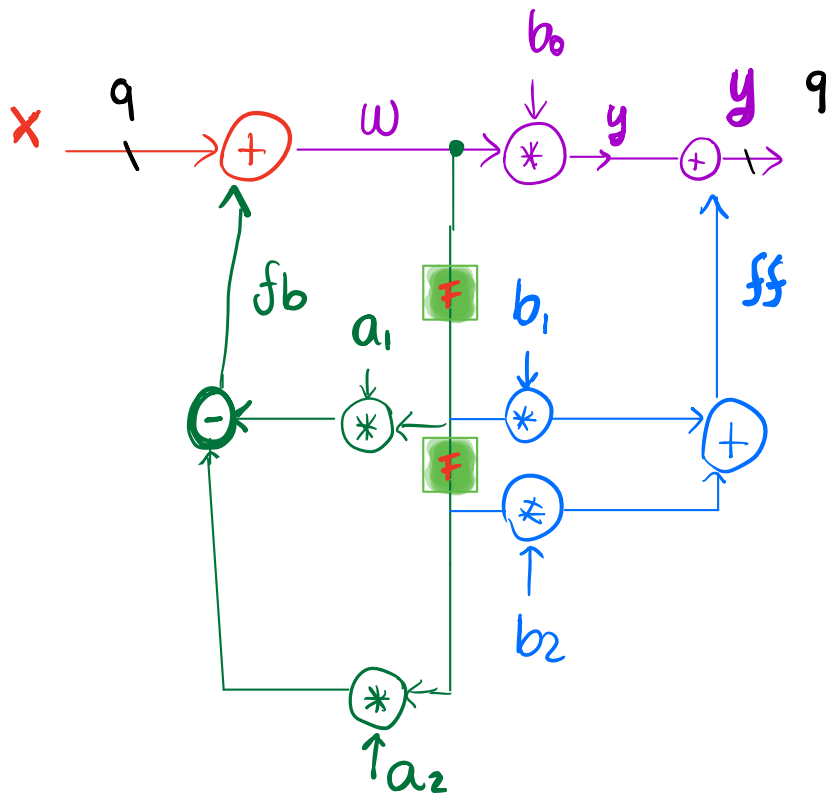 b₀
x 9 w y y 9
+ * +
fb F b₁ ff
a₁
- * * +
F *
b₂
*
a₂